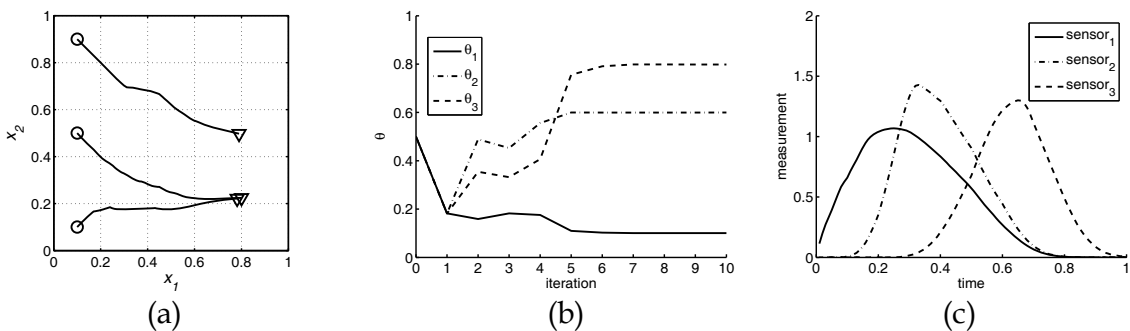 1
0.8
0.6
0.4
0.2
0
0 0.2 0.4 0.6 0.8 1
x₂
x₁
(a)
1
0.8
0.6
0.4
0.2
0
0 1 2 3 4 5 6 7 8 9 10
θ
iteration
θ₁
θ₂
θ₃
(b)
2
1.5
1
0.5
0
0 0.2 0.4 0.6 0.8 1
measurement
time
sensor₁
sensor₂
sensor₃
(c)